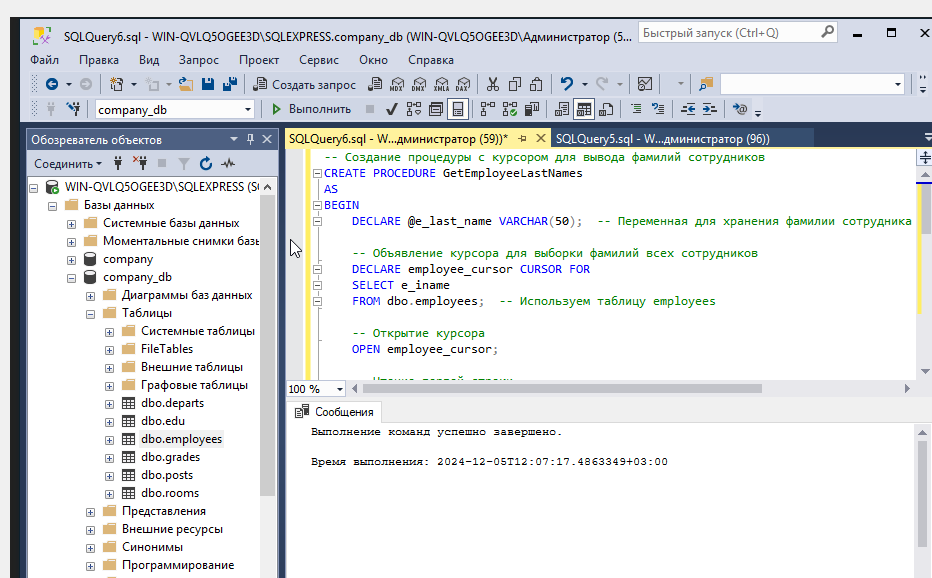 SQLQuery6.sql - WIN-QVLQ5OGEE3D\SQLEXPRESS.company_db (WIN-QVLQ5OGEE3D\Администратор (5...
Быстрый запуск (Ctrl+Q)
Файл Правка Вид Запрос Проект Сервис Окно Справка
Создать запрос MDX DMX XMLA DAX
company_db Выполнить
Обозреватель объектов
SQLQuery6.sql - W...дминистратор (59))* SQLQuery5.sql - W...дминистратор (96))
Соединить
WIN-QVLQ5OGEE3D\SQLEXPRESS (S
Базы данных
Системные базы данных
Моментальные снимки базы
company
company_db
Диаграммы баз данных
Таблицы
Системные таблицы
FileTables
Внешние таблицы
Графовые таблицы
dbo.departs
dbo.edu
dbo.employees
dbo.grades
dbo.posts
dbo.rooms
Представления
Внешние ресурсы
Синонимы
Программирование
-- Создание процедуры с курсором для вывода фамилий сотрудников
CREATE PROCEDURE GetEmployeeLastNames
AS
BEGIN
DECLARE @e_last_name VARCHAR(50); -- Переменная для хранения фамилии сотрудника
-- Объявление курсора для выборки фамилий всех сотрудников
DECLARE employee_cursor CURSOR FOR
SELECT e_iname
FROM dbo.employees; -- Используем таблицу employees
-- Открытие курсора
OPEN employee_cursor;
100 %
Сообщения
Выполнение команд успешно завершено.
Время выполнения: 2024-12-05T12:07:17.4863349+03:00